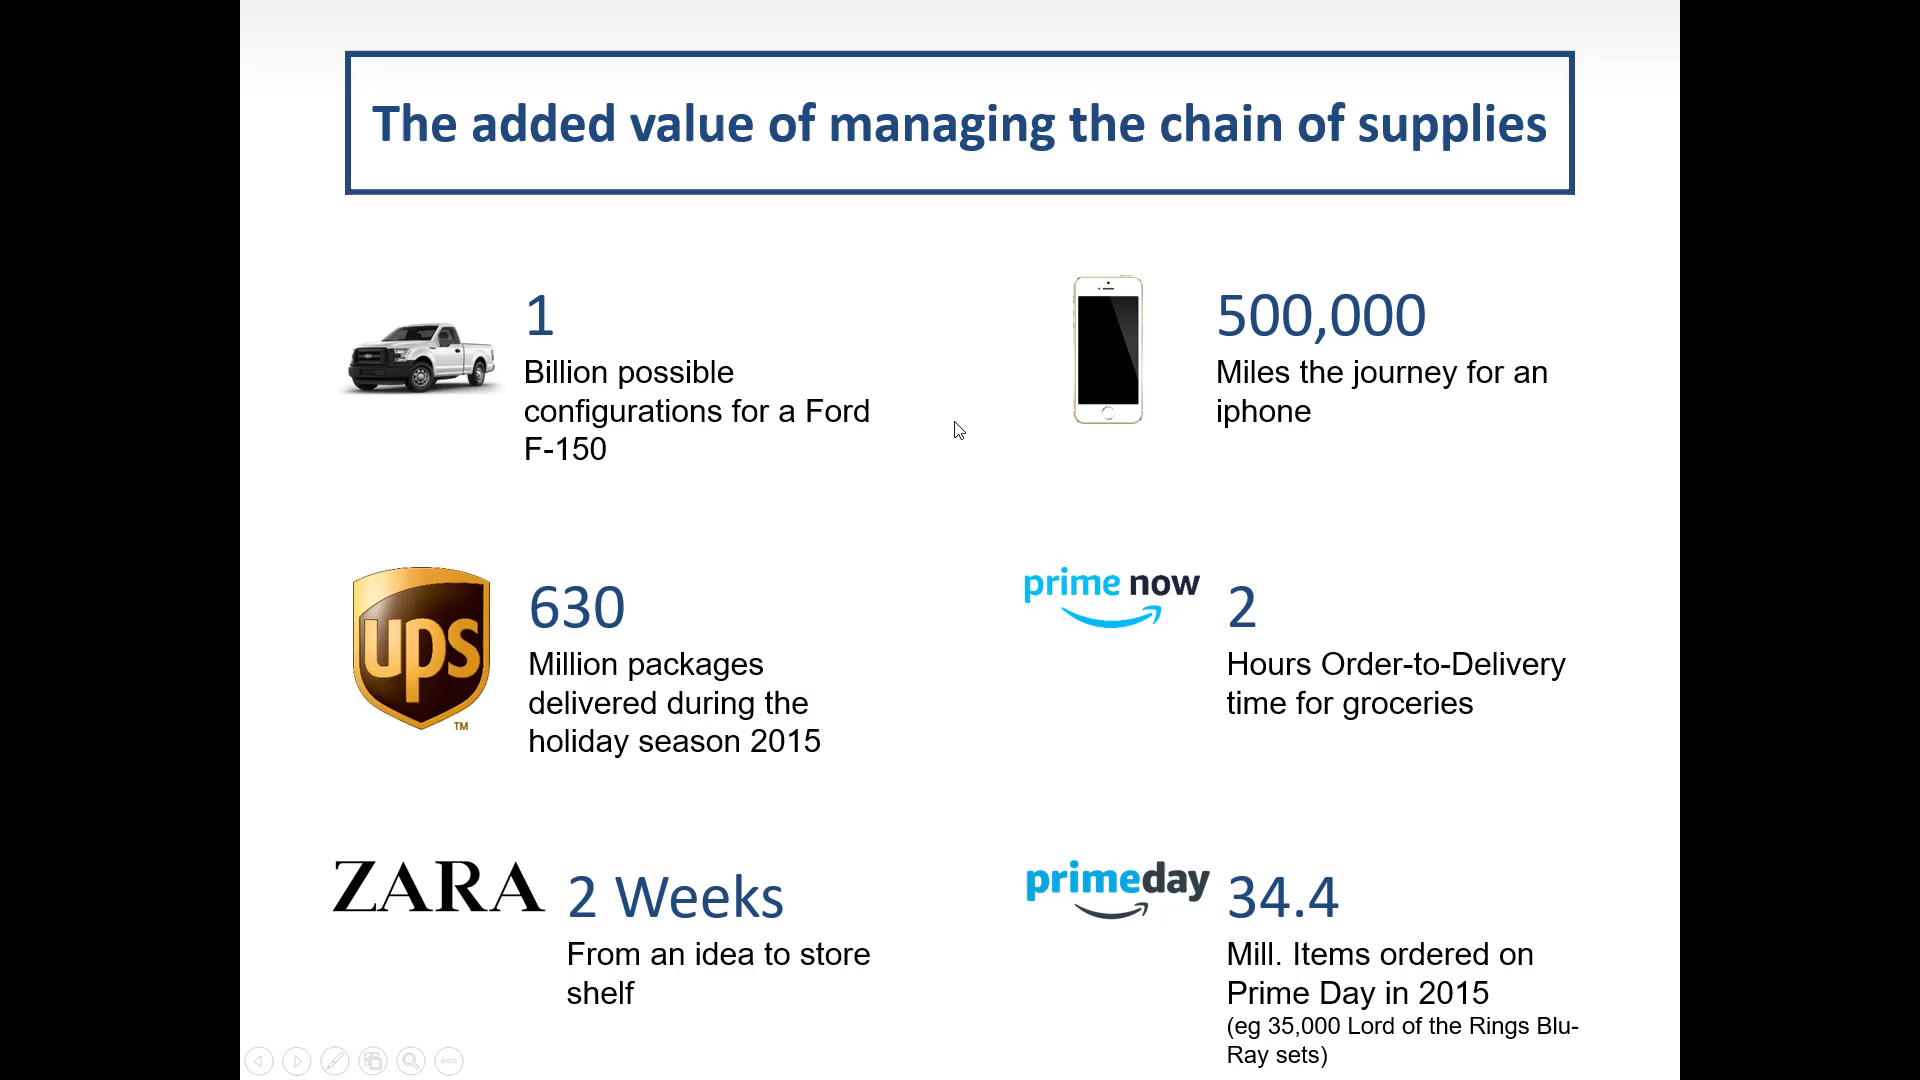 The added value of managing the chain of supplies
1
Billion possible
configurations for a Ford
F-150
500,000
Miles the journey for an
iphone
ups
TM
630
Million packages
delivered during the
holiday season 2015
prime now
2
Hours Order-to-Delivery
time for groceries
ZARA
2 Weeks
From an idea to store
shelf
primeday
34.4
Mill. Items ordered on
Prime Day in 2015
(eg 35,000 Lord of the Rings Blu-
Ray sets)